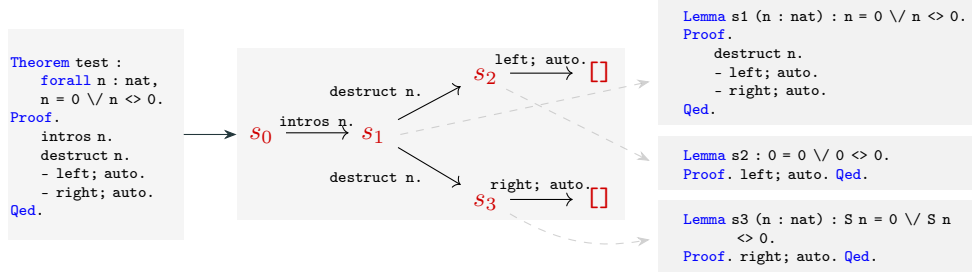 Theorem test :
forall n : nat,
n = 0 \/ n <> 0.
Proof.
intros n.
destruct n.
- left; auto.
- right; auto.
Qed.
s0
intros n.
s1
destruct n.
destruct n.
s2
left; auto.
[]
s3
right; auto.
[]
Lemma s1 (n : nat) : n = 0 \/ n <> 0.
Proof.
destruct n.
- left; auto.
- right; auto.
Qed.
Lemma s2 : 0 = 0 \/ 0 <> 0.
Proof. left; auto. Qed.
Lemma s3 (n : nat) : S n = 0 \/ S n
<> 0.
Proof. right; auto. Qed.